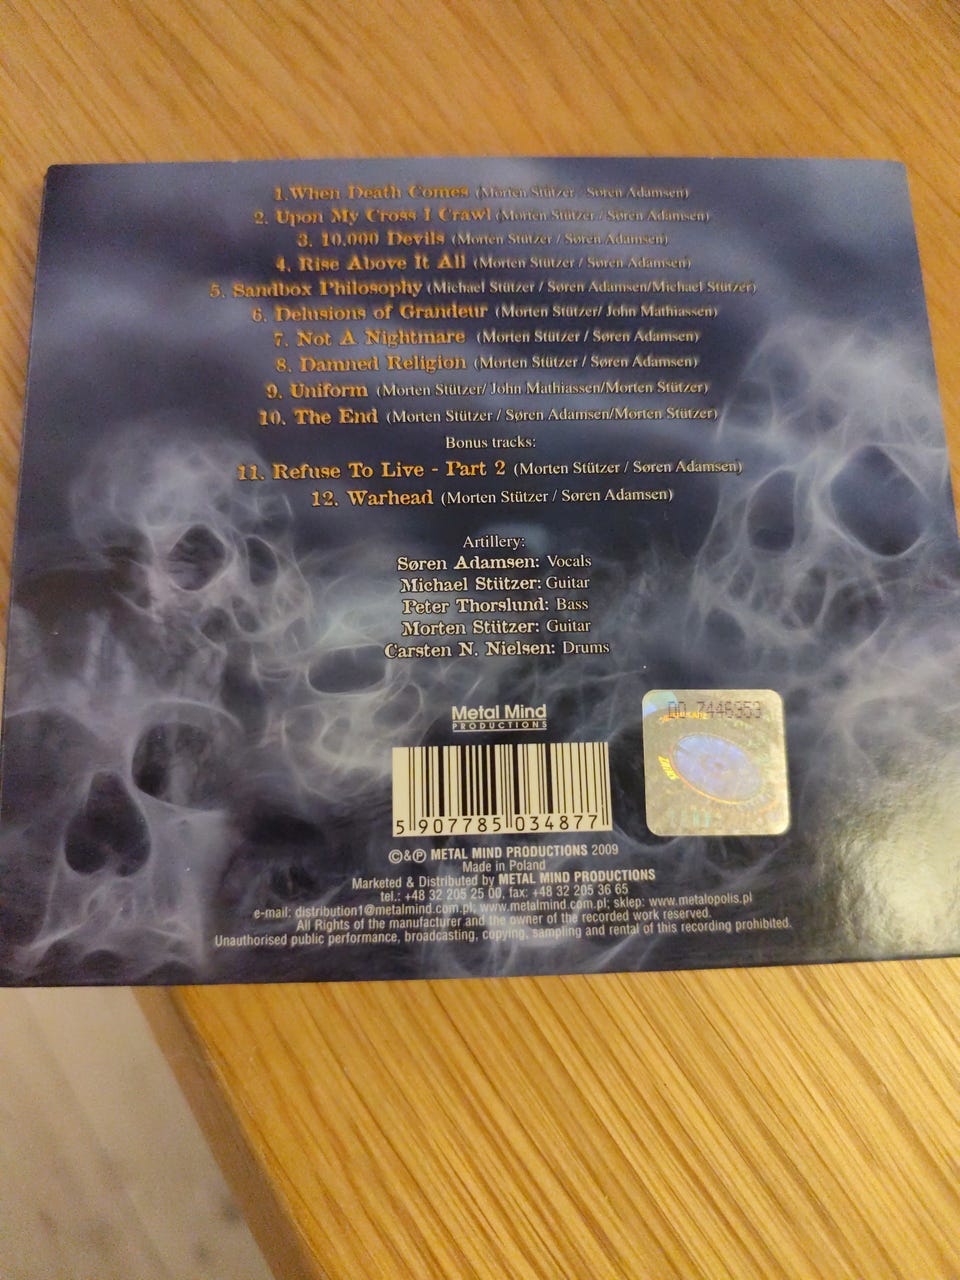 1.When Death Comes (Morten Stützer / Søren Adamsen)
2. Upon My Cross I Crawl (Morten Stützer / Søren Adamsen)
3. 10.000 Devils (Morten Stützer / Søren Adamsen)
4. Rise Above It All (Morten Stützer / Søren Adamsen)
5. Sandbox Philosophy (Michael Stützer / Søren Adamsen/Michael Stützer)
6. Delusions of Grandeur (Morten Stützer/ John Mathiassen)
7. Not A Nightmare (Morten Stützer / Søren Adamsen)
8. Damned Religion (Morten Stützer / Søren Adamsen)
9. Uniform (Morten Stützer/ John Mathiassen/Morten Stützer)
10. The End (Morten Stützer / Søren Adamsen/Morten Stützer)
Bonus tracks:
11. Refuse To Live - Part 2 (Morten Stützer / Søren Adamsen)
12. Warhead (Morten Stützer / Søren Adamsen)
Artillery:
Søren Adamsen: Vocals
Michael Stützer: Guitar
Peter Thorslund: Bass
Morten Stützer: Guitar
Carsten N. Nielsen: Drums
Metal Mind
PRODUCTIONS
5 907785 034877
©&℗ METAL MIND PRODUCTIONS 2009
Made in Poland
Marketed & Distributed by METAL MIND PRODUCTIONS
tel.: +48 32 205 25 00, fax: +48 32 205 36 65
e-mail: distribution1@metalmind.com.pl; www.metalmind.com.pl; sklep: www.metalopolis.pl
All Rights of the manufacturer and the owner of the recorded work reserved.
Unauthorised public performance, broadcasting, copying, sampling and rental of this recording prohibited.